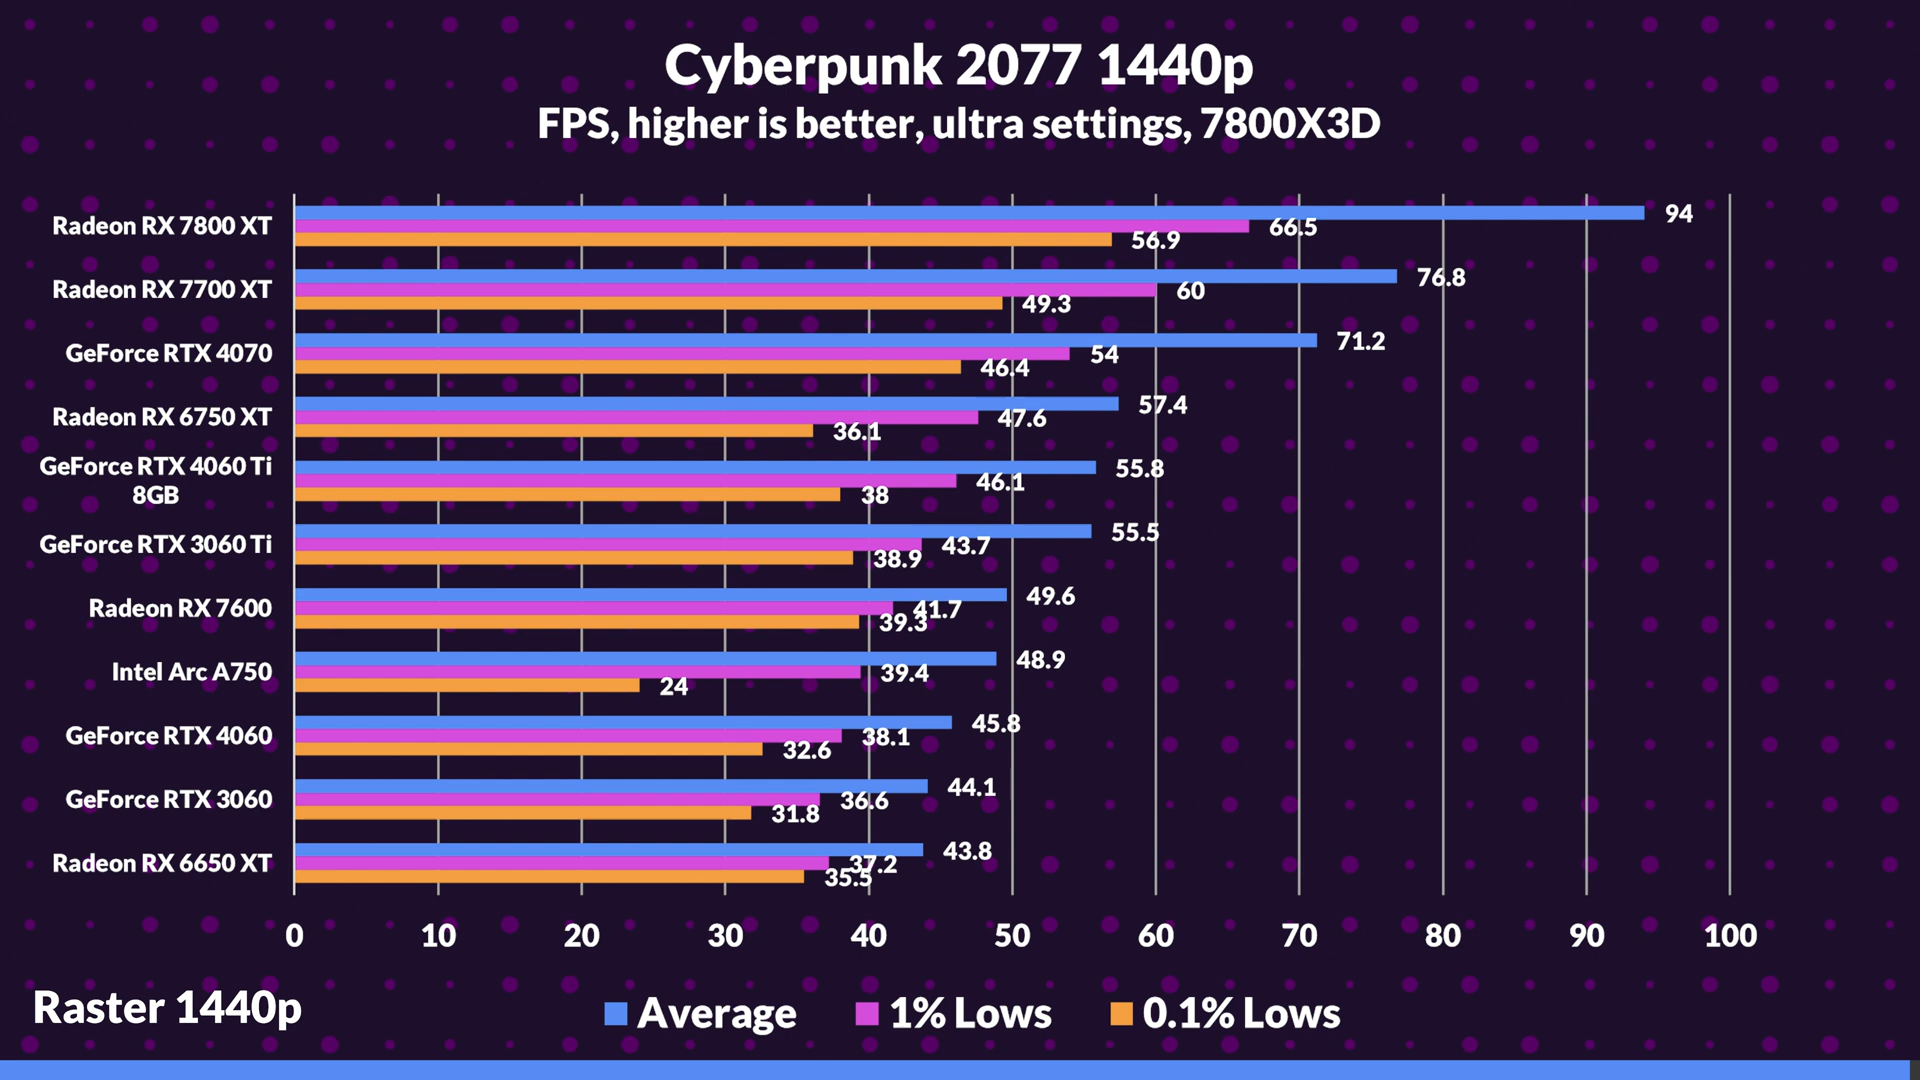 Cyberpunk 2077 1440p
FPS, higher is better, ultra settings, 7800X3D
Radeon RX 7800 XT
94
66.5
56.9
Radeon RX 7700 XT
76.8
60
49.3
GeForce RTX 4070
71.2
54
46.4
Radeon RX 6750 XT
57.4
47.6
36.1
GeForce RTX 4060 Ti
8GB
55.8
46.1
38
GeForce RTX 3060 Ti
55.5
43.7
38.9
Radeon RX 7600
49.6
41.7
39.3
Intel Arc A750
48.9
39.4
24
GeForce RTX 4060
45.8
38.1
32.6
GeForce RTX 3060
44.1
36.6
31.8
Radeon RX 6650 XT
43.8
37.2
35.5
0 10 20 30 40 50 60 70 80 90 100
Raster 1440p
Average 1% Lows 0.1% Lows